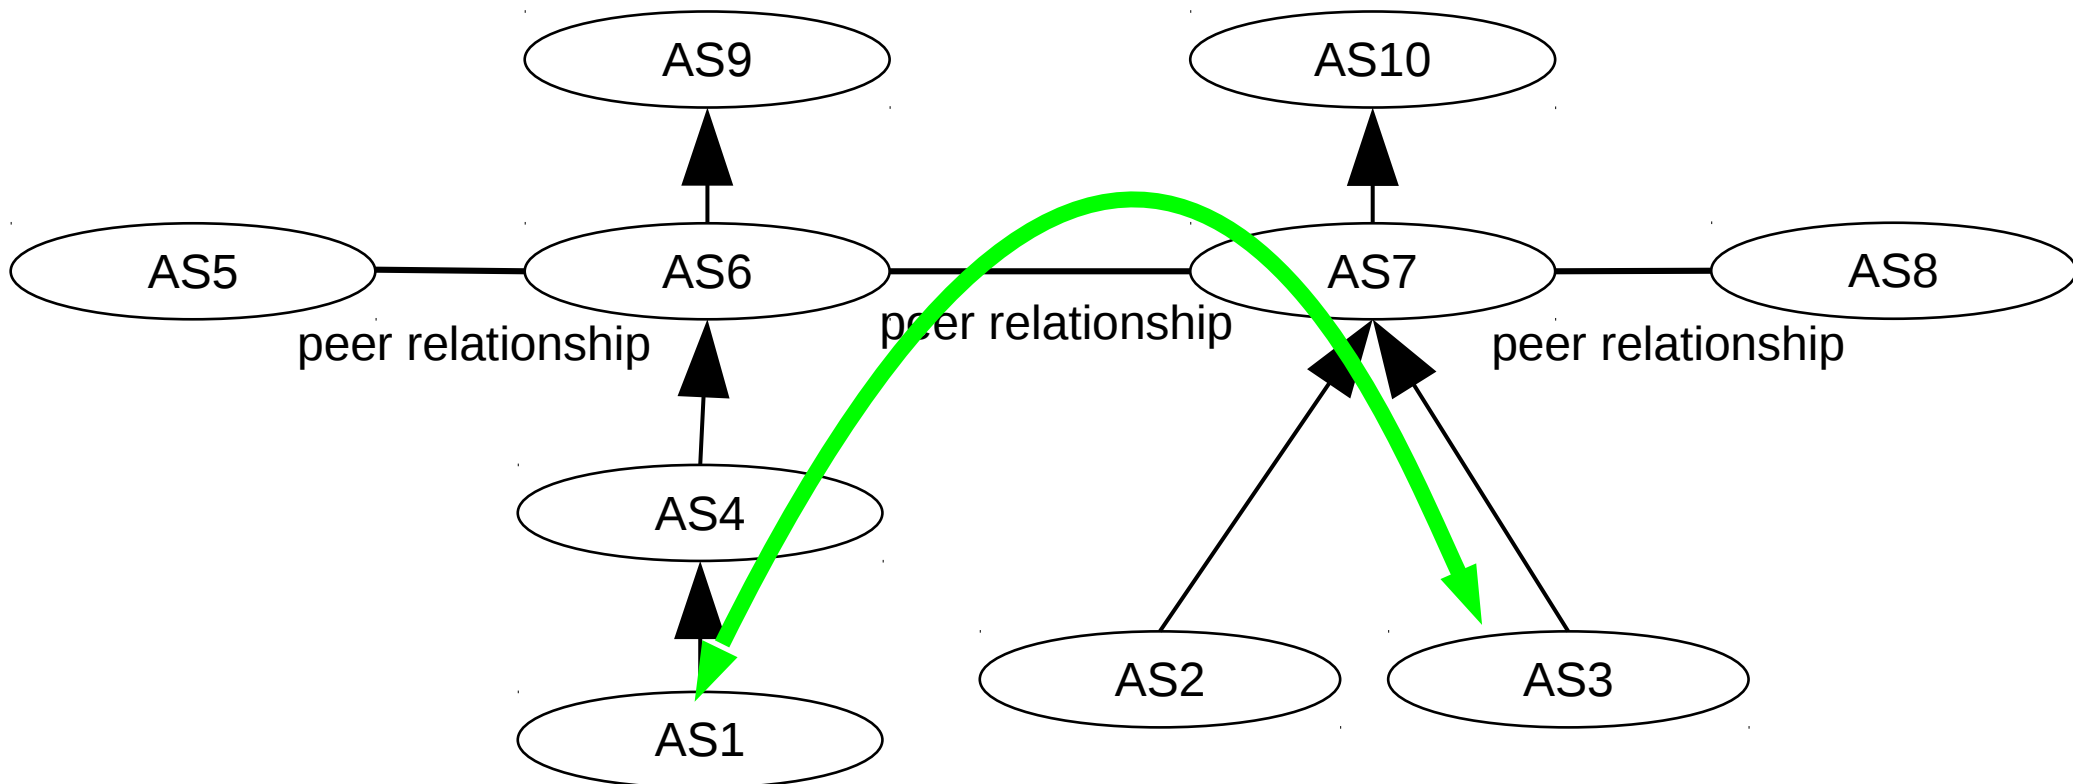 AS9
AS10
AS5
AS6
AS7
AS8
peer relationship
peer relationship
peer relationship
AS4
AS2
AS3
AS1